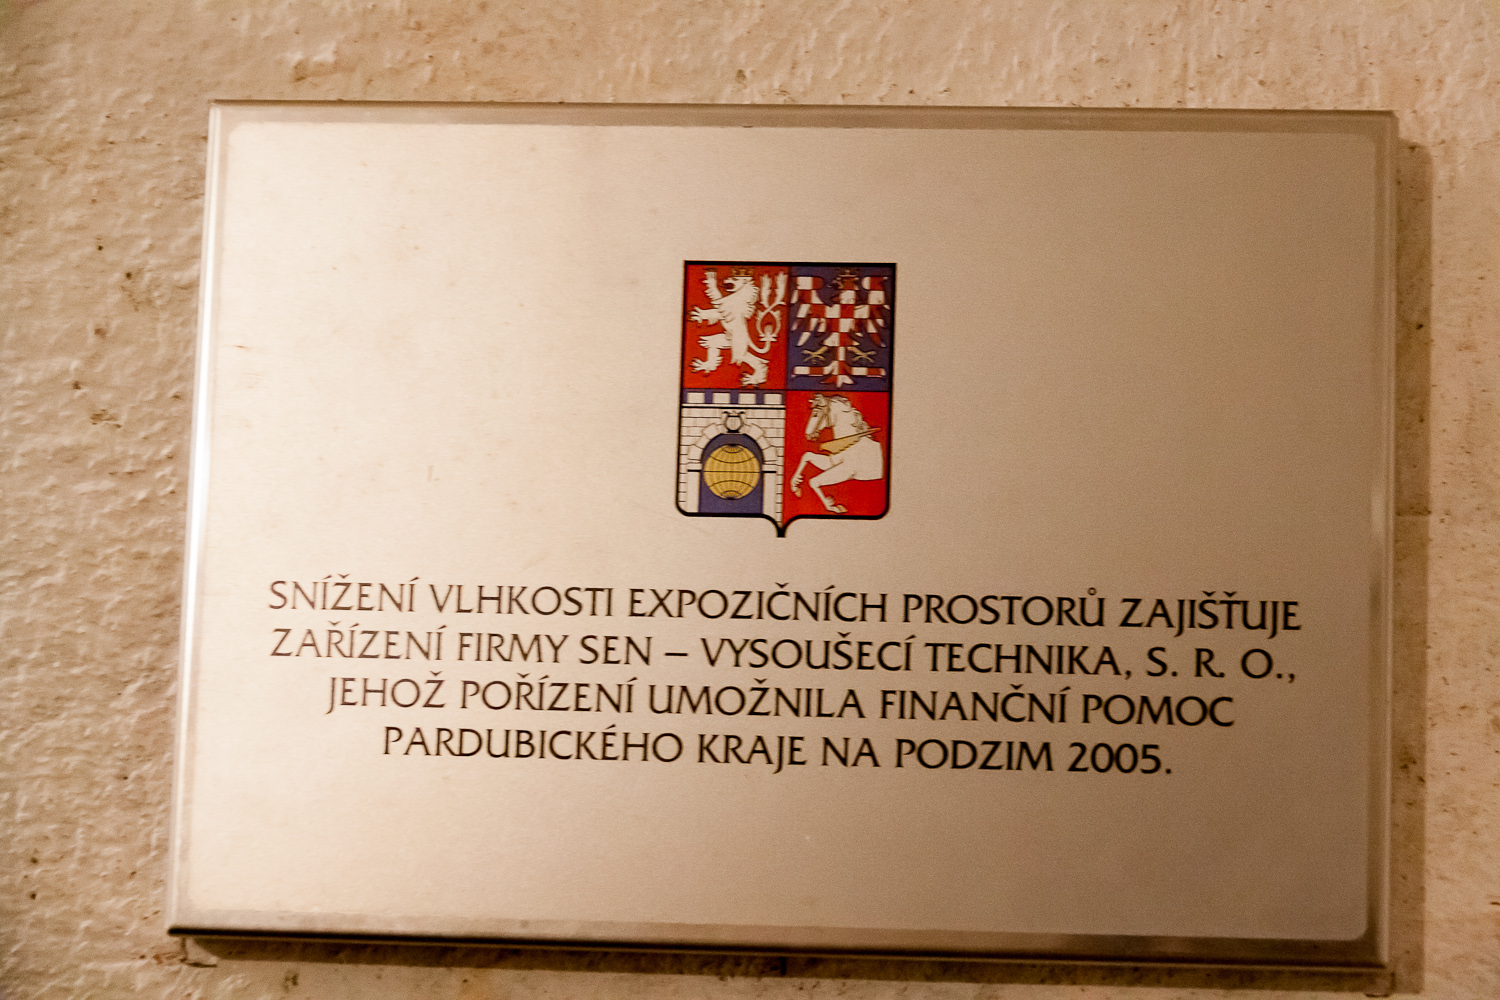 SNÍŽENÍ VLHKOSTI EXPOZIČNÍCH PROSTORŮ ZAJIŠŤUJE
ZAŘÍZENÍ FIRMY SEN – VYSOUŠECÍ TECHNIKA, S. R. O.,
JEHOŽ POŘÍZENÍ UMOŽNILA FINANČNÍ POMOC
PARDUBICKÉHO KRAJE NA PODZIM 2005.